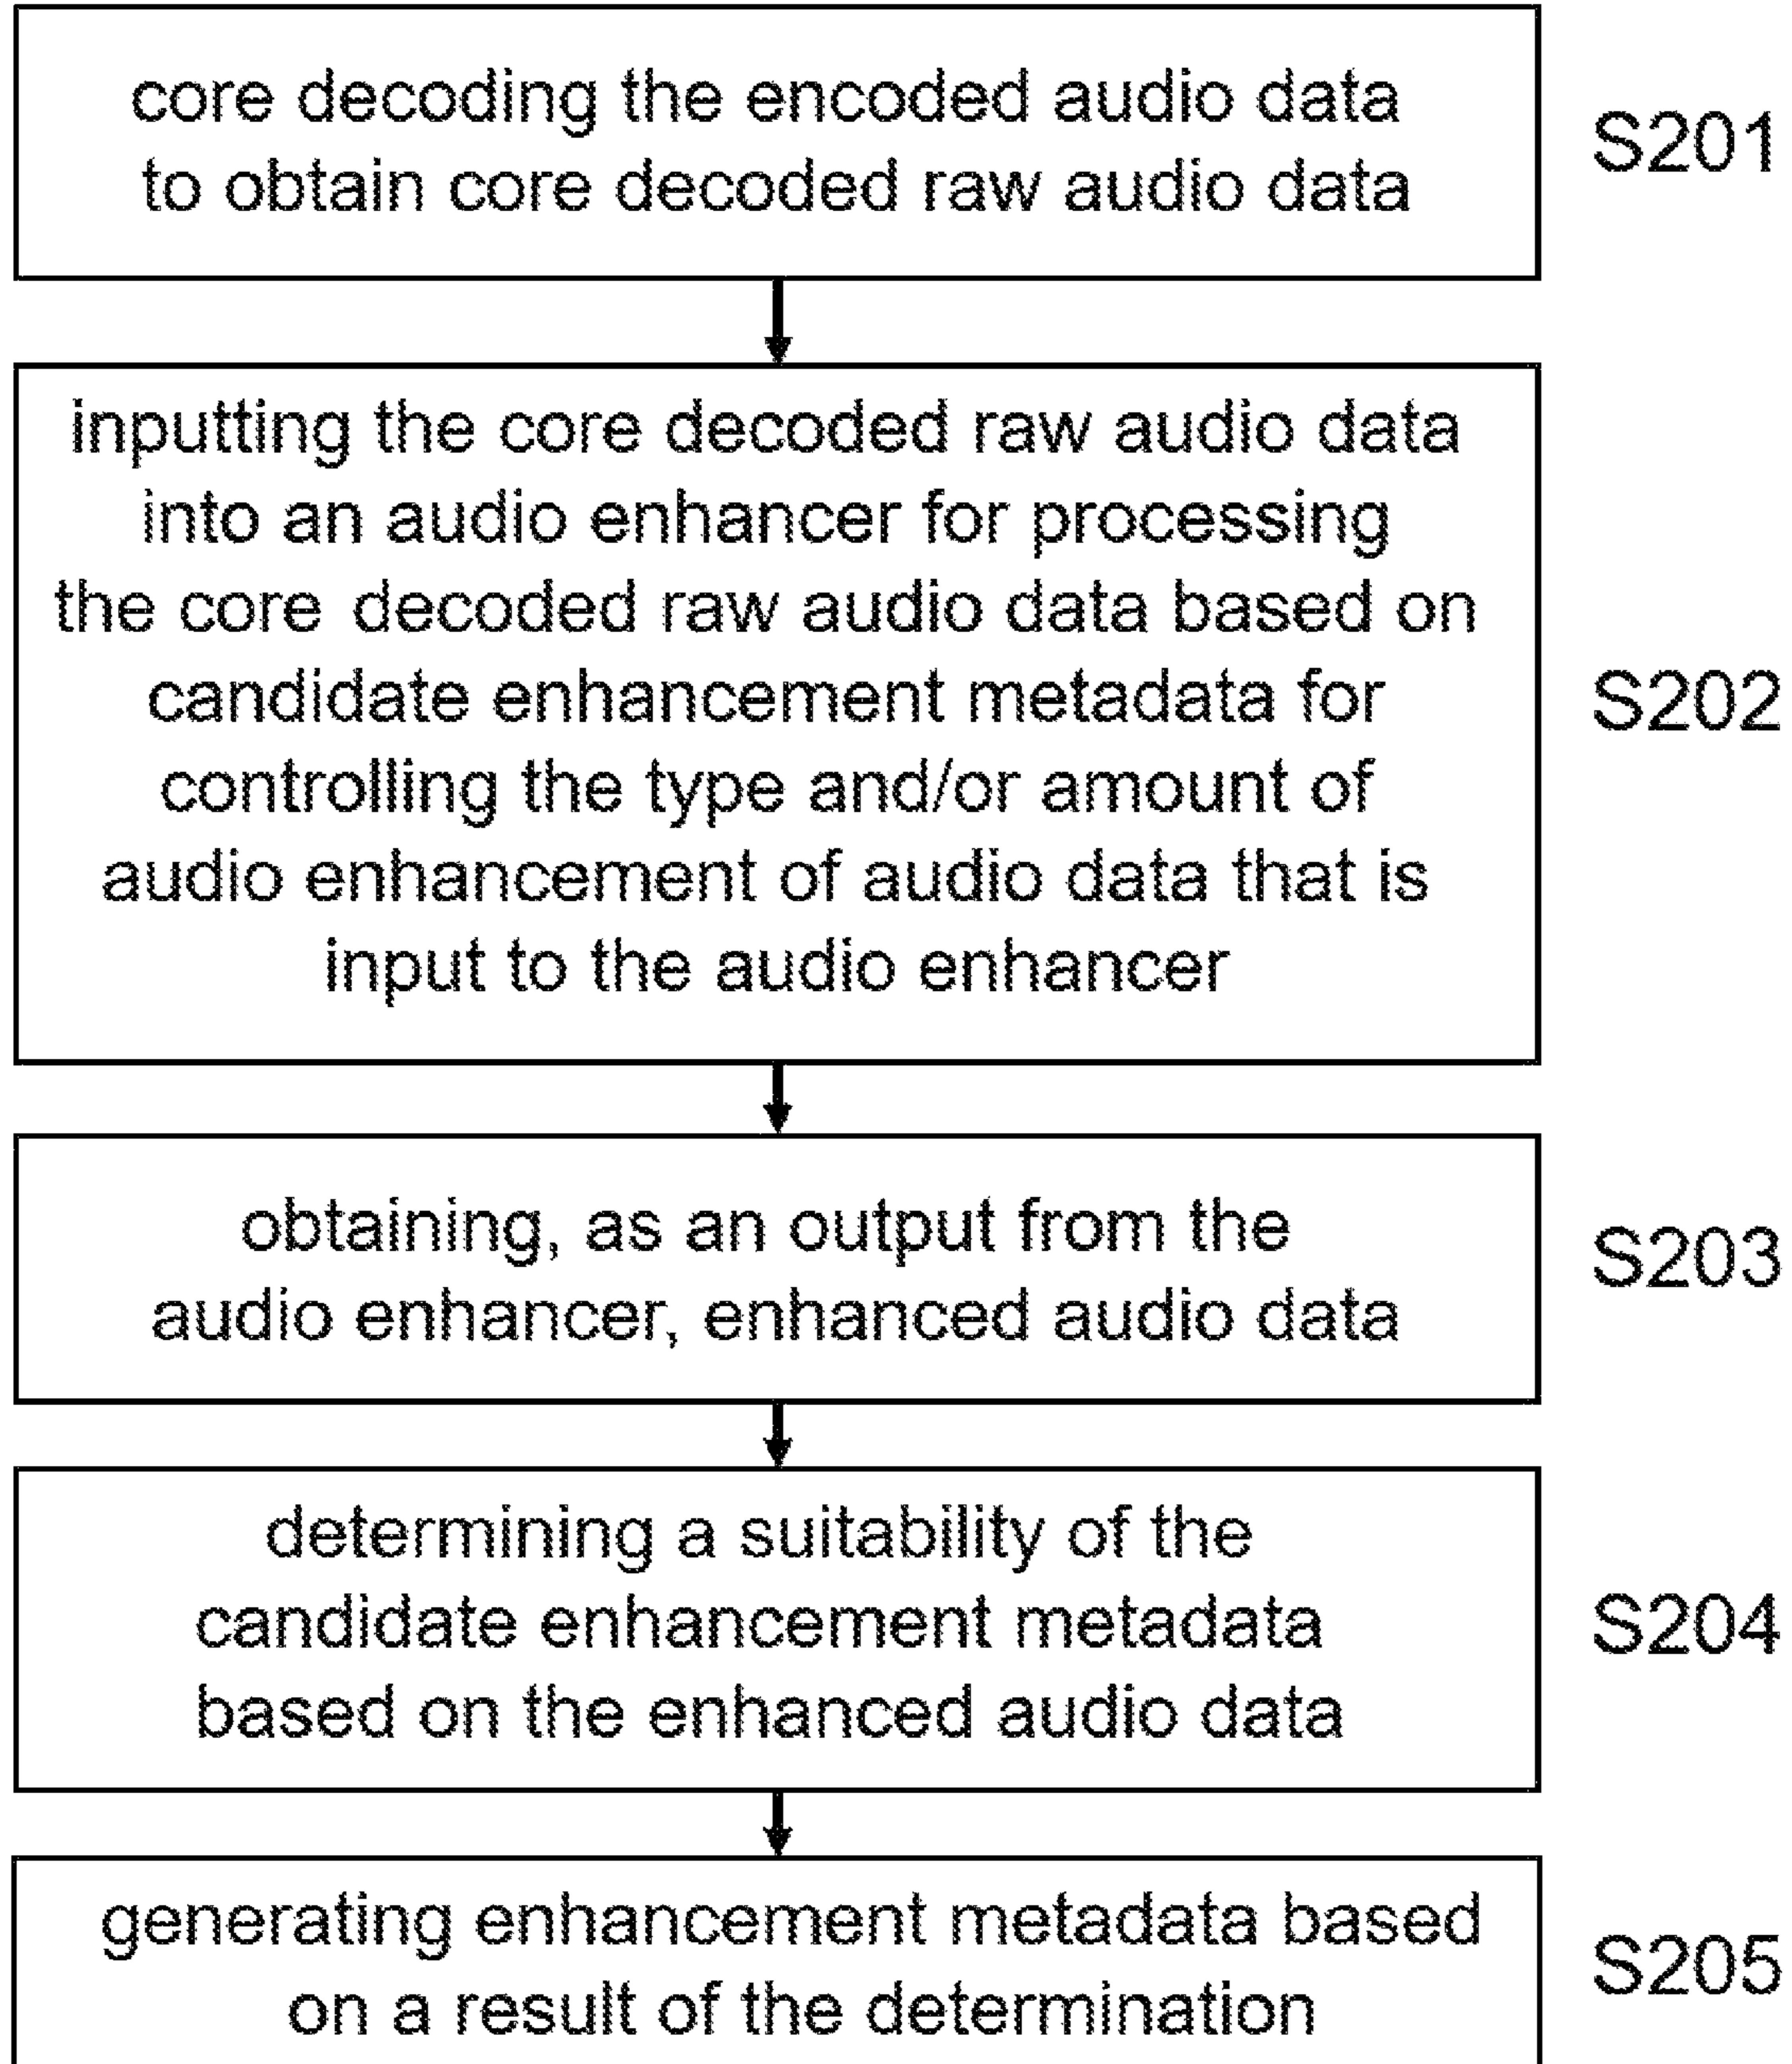 core decoding the encoded audio data
to obtain core decoded raw audio data
S201
inputting the core decoded raw audio data
into an audio enhancer for processing
the core decoded raw audio data based on
candidate enhancement metadata for
controlling the type and/or amount of
audio enhancement of audio data that is
input to the audio enhancer
S202
obtaining, as an output from the
audio enhancer, enhanced audio data
S203
determining a suitability of the
candidate enhancement metadata
based on the enhanced audio data
S204
generating enhancement metadata based
on a result of the determination
S205